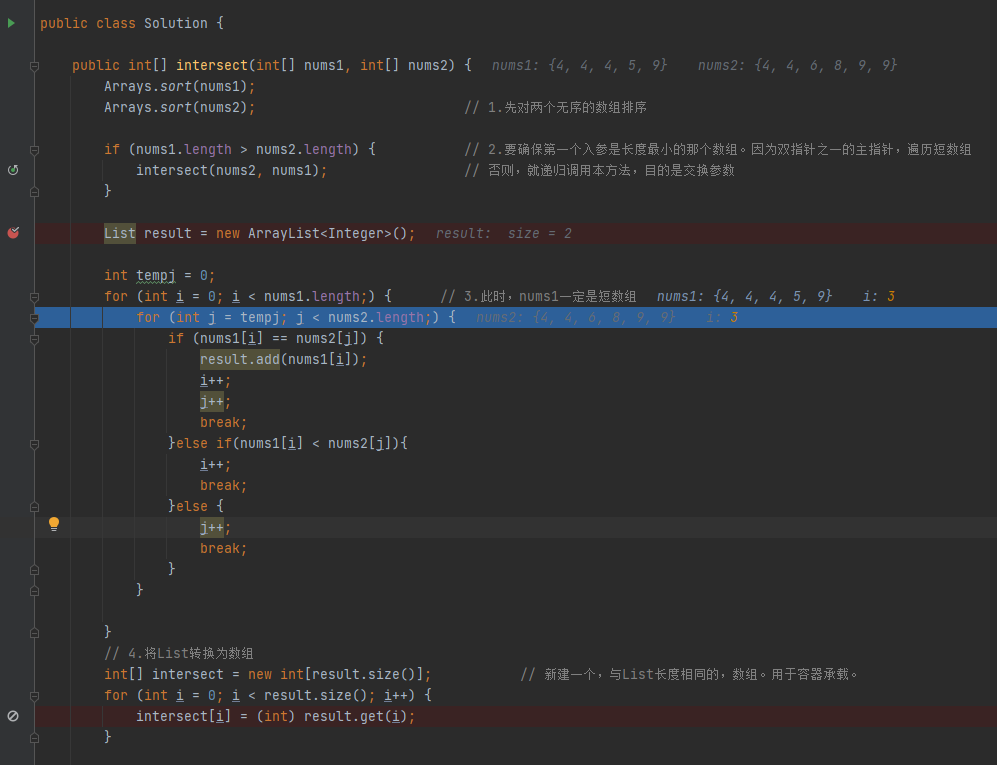 public class Solution {
public int[] intersect(int[] nums1, int[] nums2) {   nums1: {4, 4, 4, 5, 9}    nums2: {4, 4, 6, 8, 9, 9}
Arrays.sort(nums1);
Arrays.sort(nums2);                          // 1.先对两个无序的数组排序
if (nums1.length > nums2.length) {           // 2.要确保第一个入参是长度最小的那个数组。因为双指针之一的主指针，遍历短数组
intersect(nums2, nums1);                 // 否则，就递归调用本方法，目的是交换参数
}
List result = new ArrayList<Integer>();   result:  size = 2
int tempj = 0;
for (int i = 0; i < nums1.length;) {      // 3.此时，nums1一定是短数组   nums1: {4, 4, 4, 5, 9}    i: 3
for (int j = tempj; j < nums2.length;) {   nums2: {4, 4, 6, 8, 9, 9}    i: 3
if (nums1[i] == nums2[j]) {
result.add(nums1[i]);
i++;
j++;
break;
}else if(nums1[i] < nums2[j]){
i++;
break;
}else {
j++;
break;
}
}
}
// 4.将List转换为数组
int[] intersect = new int[result.size()];           // 新建一个，与List长度相同的，数组。用于容器承载。
for (int i = 0; i < result.size(); i++) {
intersect[i] = (int) result.get(i);
}